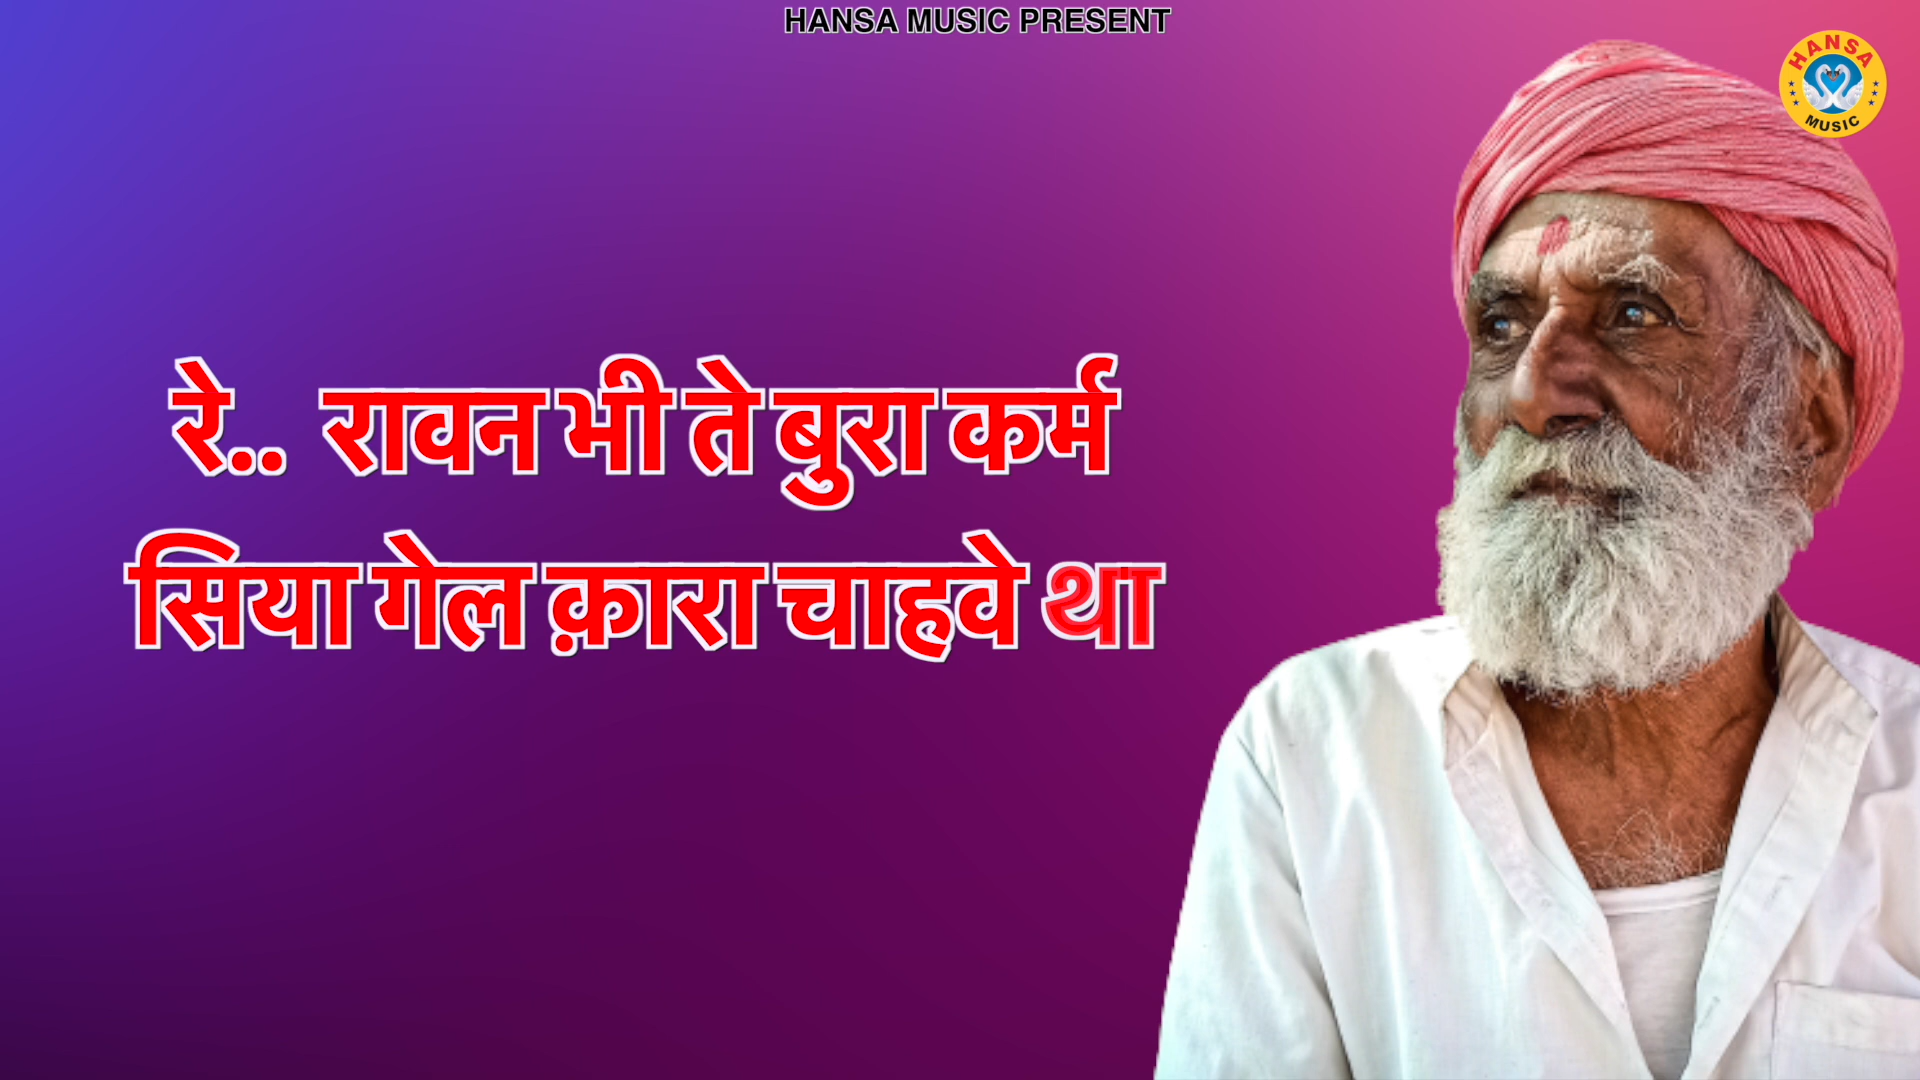 HANSA MUSIC PRESENT
HANSA
MUSIC
रे.. रावन भी ते बुरा कर्म
सिया गेल क़ारा चाहवे था